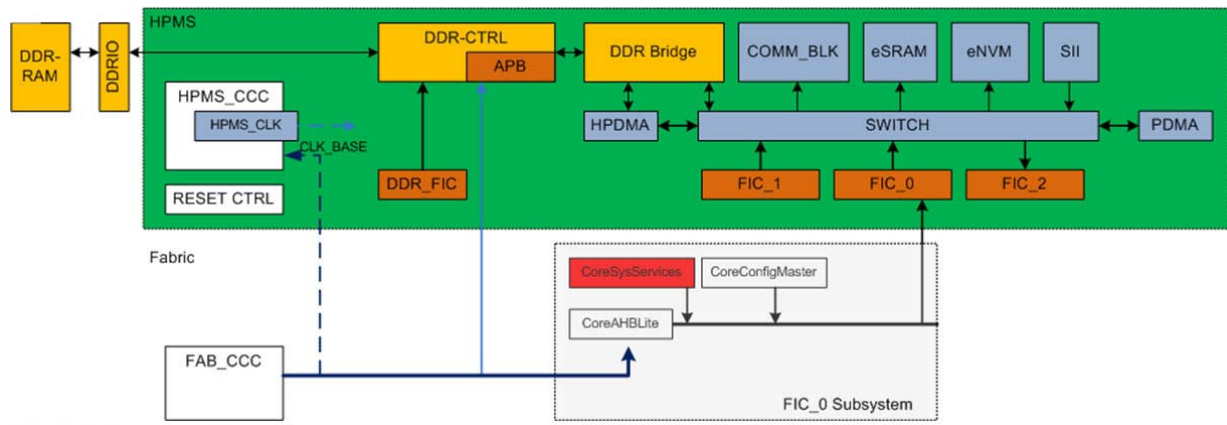 HPMS
DDR-
RAM
DDRIO
DDR-CTRL
APB
DDR Bridge
COMM_BLK
eSRAM
eNVM
SII
HPMS_CCC
HPMS_CLK
CLK_BASE
HPDMA
SWITCH
PDMA
RESET CTRL
DDR_FIC
FIC_1
FIC_0
FIC_2
Fabric
CoreSysServices
CoreConfigMaster
CoreAHBLite
FAB_CCC
FIC_0 Subsystem